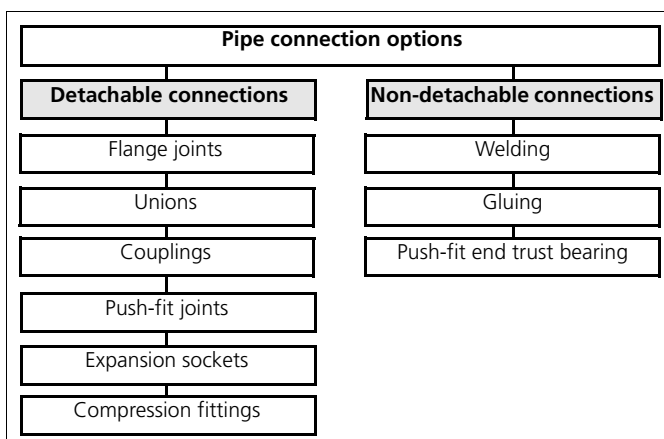 Pipe connection options
Detachable connections
Flange joints
Unions
Couplings
Push-fit joints
Expansion sockets
Compression fittings
Non-detachable connections
Welding
Gluing
Push-fit end trust bearing